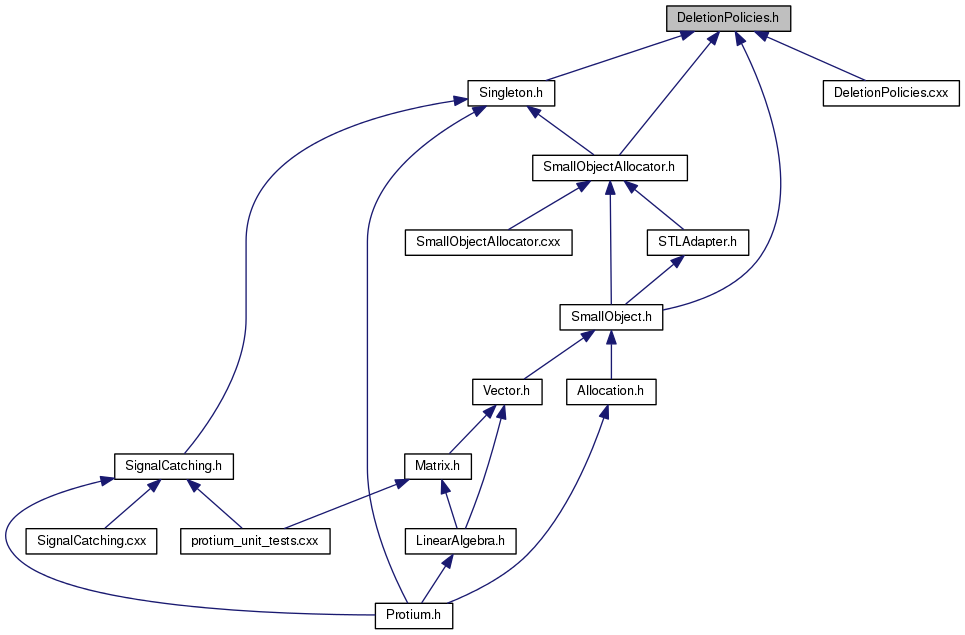 DeletionPolicies.h
Singleton.h
DeletionPolicies.cxx
SmallObjectAllocator.h
SmallObjectAllocator.cxx
STLAdapter.h
SmallObject.h
Vector.h
Allocation.h
SignalCatching.h
Matrix.h
SignalCatching.cxx
protium_unit_tests.cxx
LinearAlgebra.h
Protium.h